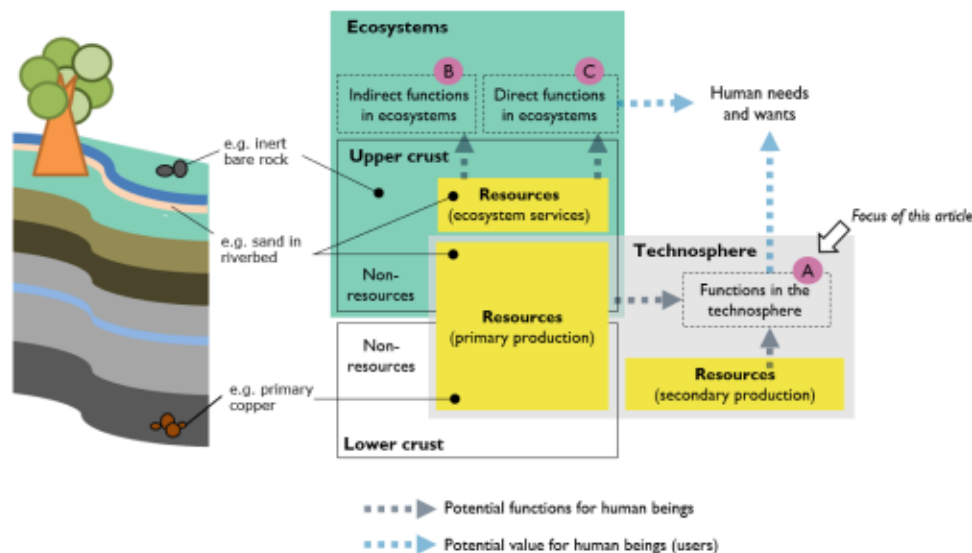 Ecosystems
B
C
Indirect functions
in ecosystems
Direct functions
in ecosystems
Human needs
and wants
e.g. inert
bare rock
Upper crust
Resources
(ecosystem services)
Focus of this article
e.g. sand in
riverbed
Technosphere
A
Non-
resources
Functions in the
technosphere
Resources
(primary production)
Non-
resources
Resources
(secondary production)
e.g. primary
copper
Lower crust
Potential functions for human beings
Potential value for human beings (users)